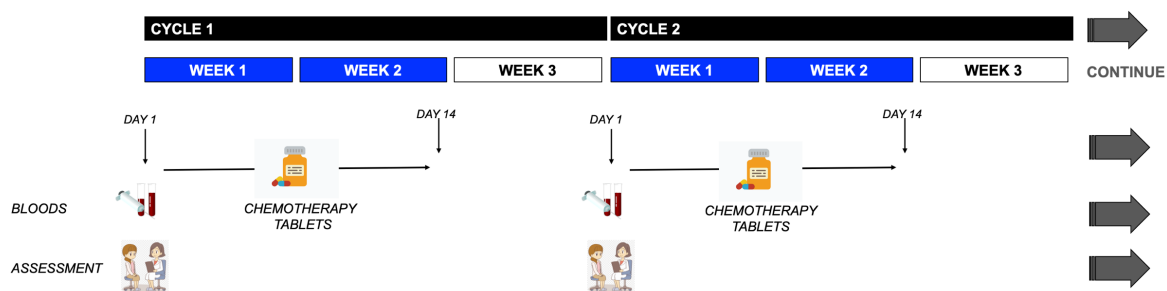 CYCLE 1 CYCLE 2
WEEK 1 WEEK 2 WEEK 3 WEEK 1 WEEK 2 WEEK 3 CONTINUE
DAY 1 DAY 14 DAY 1 DAY 14
BLOODS
CHEMOTHERAPY
TABLETS
CHEMOTHERAPY
TABLETS
ASSESSMENT